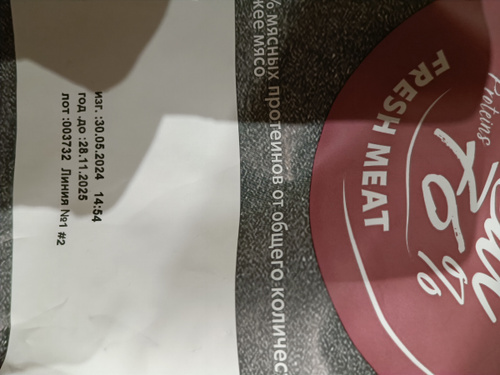 изг. :30.05.2024 14:54
год до :28.11.2025
лот :003732 Линия №1 #2
% мясных протеинов от общего количес
жее мясо
FRESH MEAT
Proteins
%